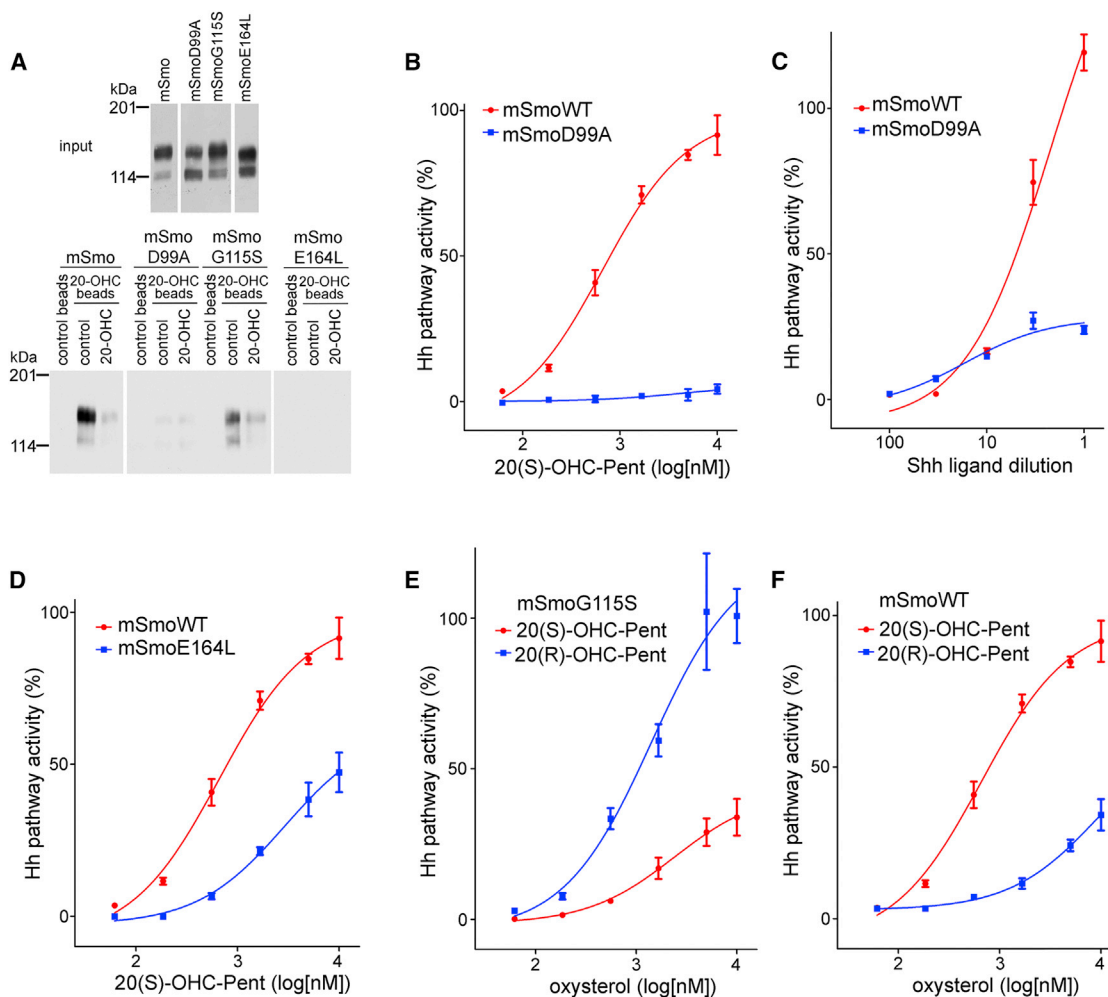 A
mSmo
mSmoD99A
mSmoG115S
mSmoE164L
kDa
201
input
114
mSmo
mSmo
D99A
mSmo
G115S
mSmo
E164L
control beads
20-OHC
beads
control
20-OHC
control beads
20-OHC
beads
control
20-OHC
control beads
20-OHC
beads
control
20-OHC
control beads
20-OHC
beads
control
20-OHC
kDa
201
114
B
mSmoWT
mSmoD99A
Hh pathway activity (%)
100
50
0
2
3
4
20(S)-OHC-Pent (log[nM])
C
mSmoWT
mSmoD99A
Hh pathway activity (%)
100
50
0
100
10
1
Shh ligand dilution
D
mSmoWT
mSmoE164L
Hh pathway activity (%)
100
50
0
2
3
4
20(S)-OHC-Pent (log[nM])
E
mSmoG115S
20(S)-OHC-Pent
20(R)-OHC-Pent
Hh pathway activity (%)
100
50
0
2
3
4
oxysterol (log[nM])
F
mSmoWT
20(S)-OHC-Pent
20(R)-OHC-Pent
Hh pathway activity (%)
100
50
0
2
3
4
oxysterol (log[nM])